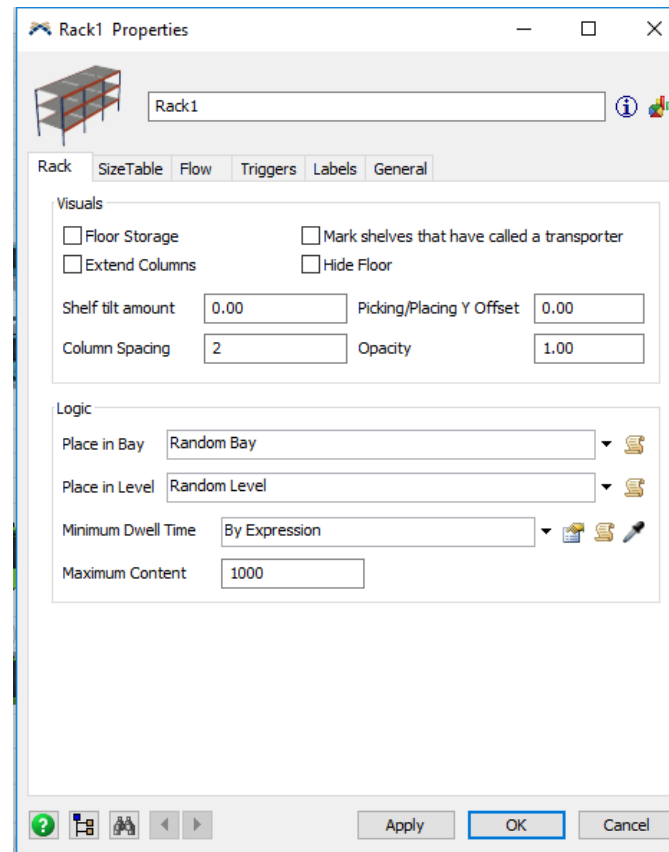 Rack1 Properties
Rack1
Rack SizeTable Flow Triggers Labels General
Visuals
Floor Storage Mark shelves that have called a transporter
Extend Columns Hide Floor
Shelf tilt amount 0.00 Picking/Placing Y Offset 0.00
Column Spacing 2 Opacity 1.00
Logic
Place in Bay Random Bay
Place in Level Random Level
Minimum Dwell Time By Expression
Maximum Content 1000
Apply OK Cancel